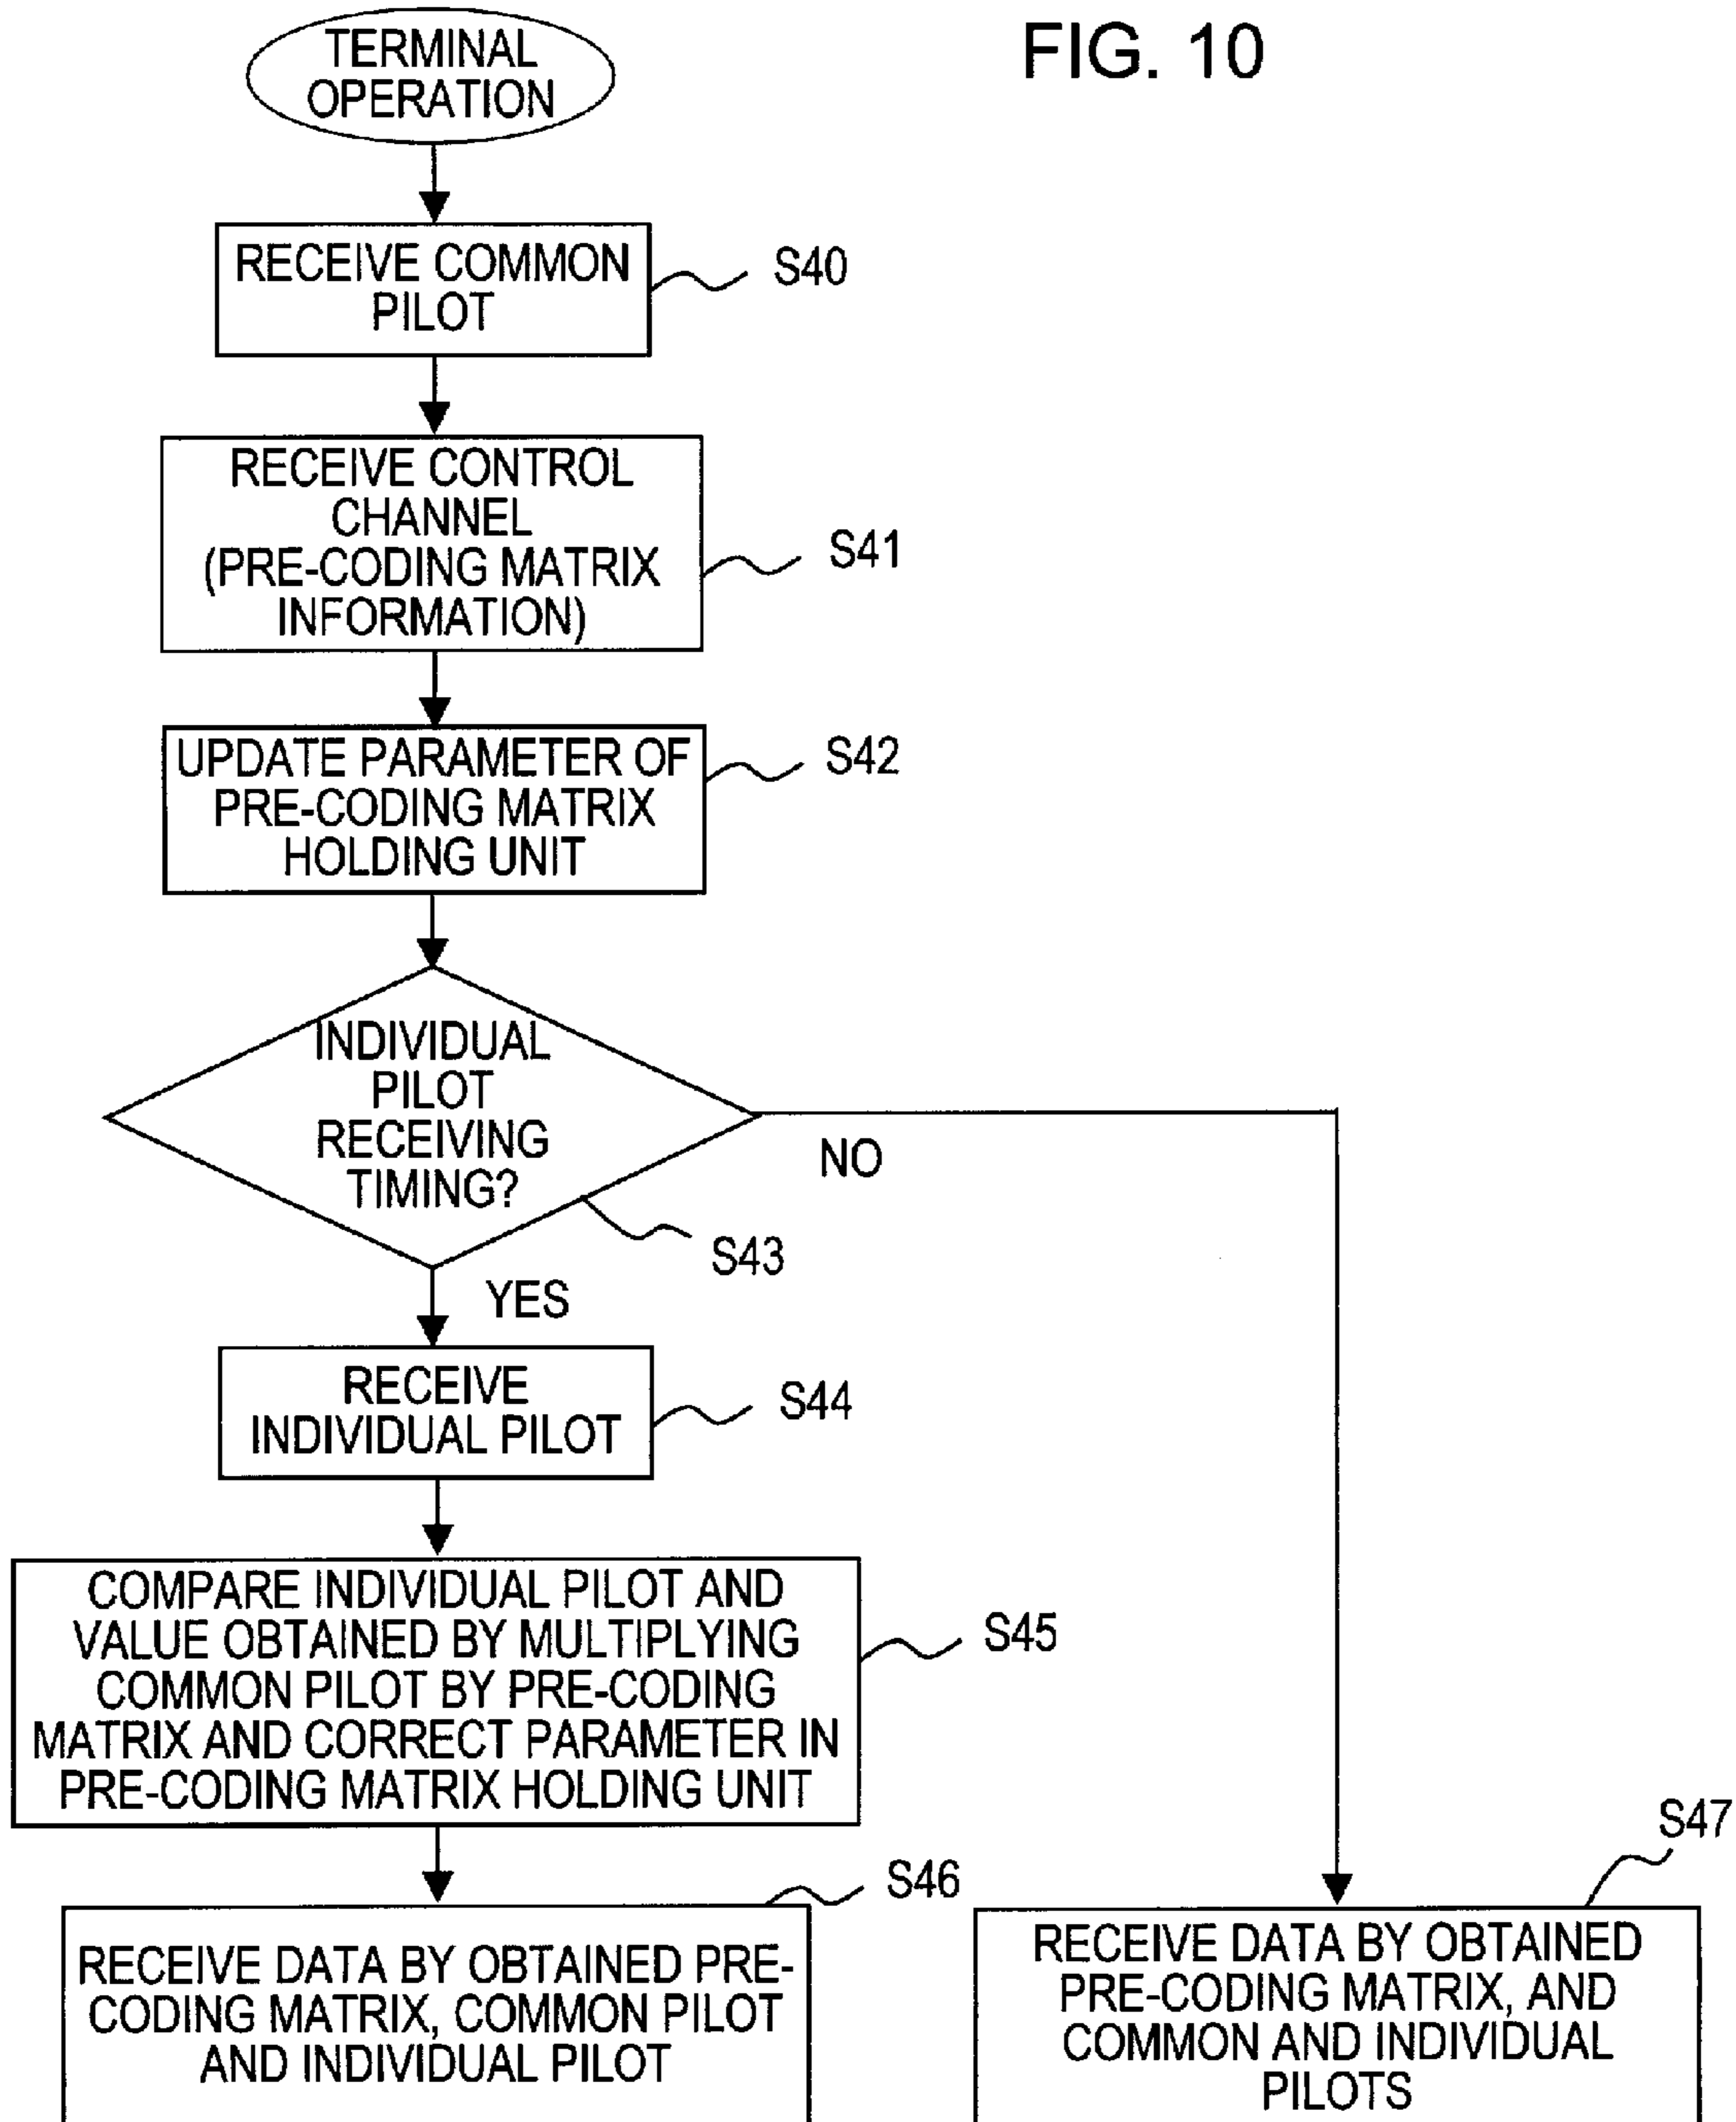 FIG. 10
TERMINAL
OPERATION
RECEIVE COMMON
PILOT
S40
RECEIVE CONTROL
CHANNEL
(PRE-CODING MATRIX
INFORMATION)
S41
UPDATE PARAMETER OF
PRE-CODING MATRIX
HOLDING UNIT
S42
INDIVIDUAL
PILOT
RECEIVING
TIMING?
NO
S43
YES
RECEIVE
INDIVIDUAL PILOT
S44
COMPARE INDIVIDUAL PILOT AND
VALUE OBTAINED BY MULTIPLYING
COMMON PILOT BY PRE-CODING
MATRIX AND CORRECT PARAMETER IN
PRE-CODING MATRIX HOLDING UNIT
S45
S46
RECEIVE DATA BY OBTAINED PRE-
CODING MATRIX, COMMON PILOT
AND INDIVIDUAL PILOT
S47
RECEIVE DATA BY OBTAINED
PRE-CODING MATRIX, AND
COMMON AND INDIVIDUAL
PILOTS